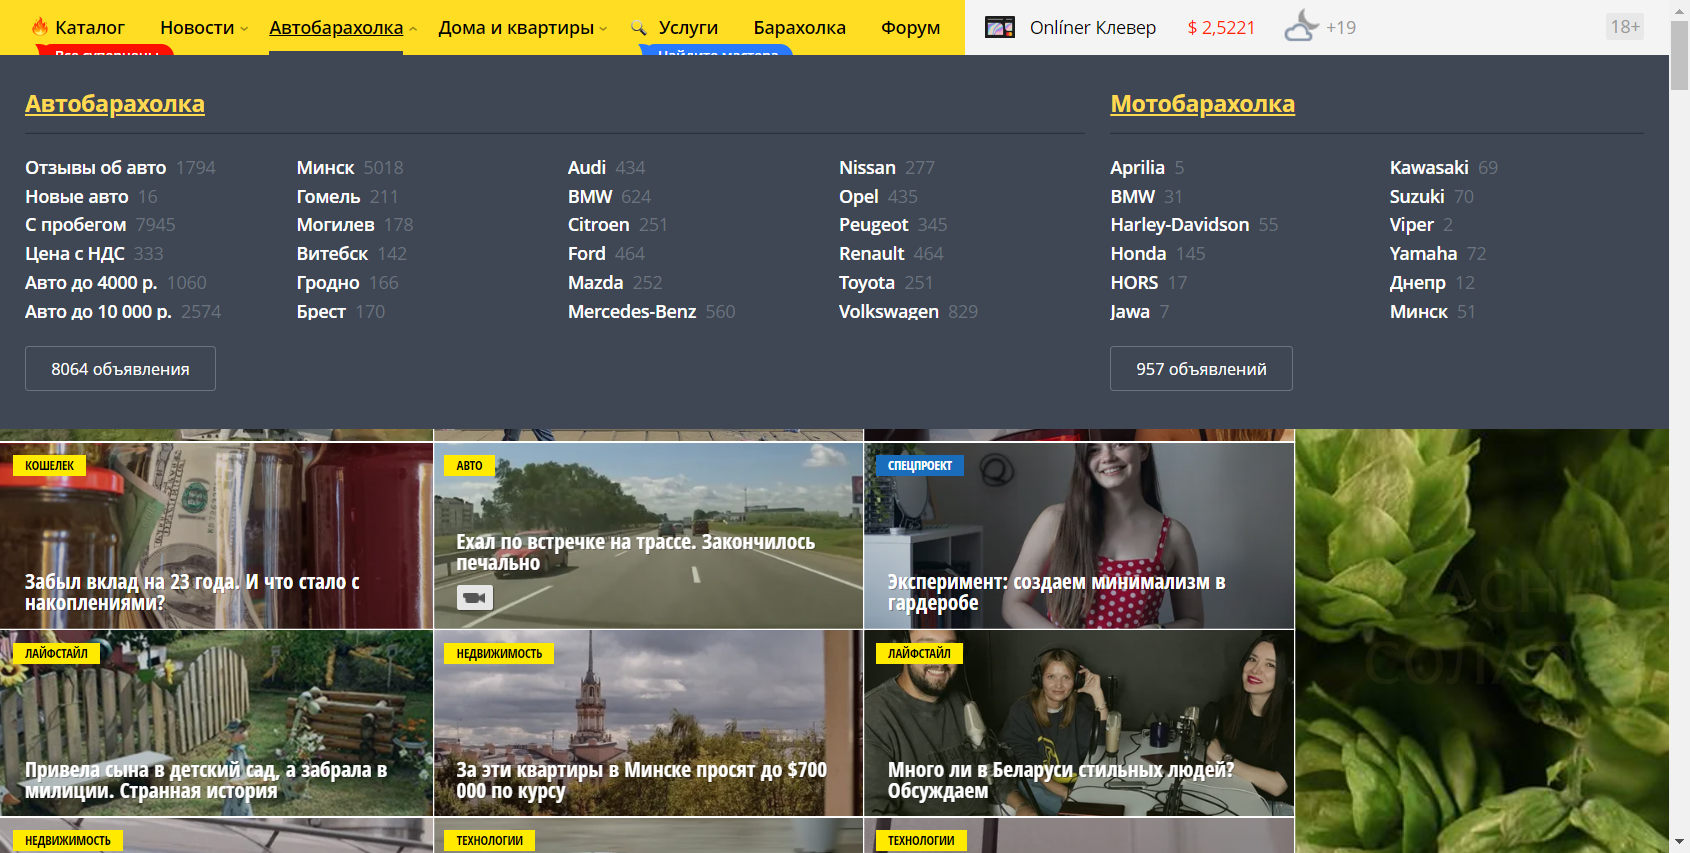 Каталог
Новости
Автобарахолка
Дома и квартиры
Услуги
Барахолка
Форум
Onlíner Клевер
$ 2,5221
+19
18+
Все суперцены
Найдите мастера
Автобарахолка
Отзывы об авто 1794
Новые авто 16
С пробегом 7945
Цена с НДС 333
Авто до 4000 р. 1060
Авто до 10 000 р. 2574
Минск 5018
Гомель 211
Могилев 178
Витебск 142
Гродно 166
Брест 170
Audi 434
BMW 624
Citroen 251
Ford 464
Mazda 252
Mercedes-Benz 560
Nissan 277
Opel 435
Peugeot 345
Renault 464
Toyota 251
Volkswagen 829
8064 объявления
Мотобарахолка
Aprilia 5
BMW 31
Harley-Davidson 55
Honda 145
HORS 17
Jawa 7
Kawasaki 69
Suzuki 70
Viper 2
Yamaha 72
Днепр 12
Минск 51
957 объявлений
КОШЕЛЕК
Забыл вклад на 23 года. И что стало с
накоплениями?
АВТО
Ехал по встречке на трассе. Закончилось
печально
СПЕЦПРОЕКТ
Эксперимент: создаем минимализм в
гардеробе
ЛАЙФСТАЙЛ
Привела сына в детский сад, а забрала в
милиции. Странная история
НЕДВИЖИМОСТЬ
За эти квартиры в Минске просят до $700
000 по курсу
ЛАЙФСТАЙЛ
Много ли в Беларуси стильных людей?
Обсуждаем
НЕДВИЖИМОСТЬ
ТЕХНОЛОГИИ
ТЕХНОЛОГИИ